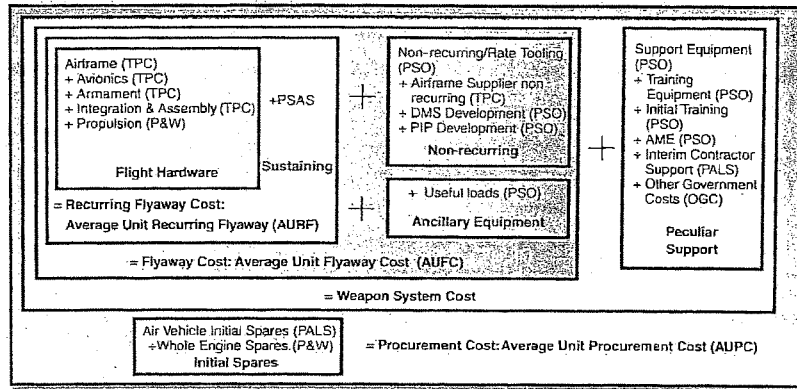 Airframe (TPC)
+ Avionics (TPC)
+ Armament (TPC)
+ Integration & Assembly (TPC)
+ Propulsion (P&W)
Flight Hardware
+PSAS
Sustaining
= Recurring Flyaway Cost:
Average Unit Recurring Flyaway (AURF)
+
Non-recurring/Rate Tooling
(PSO)
+ Airframe Supplier non
recurring (TPC)
+ DMS Development (PSO)
+ PIP Development (PSO)
Non-recurring
+
+ Useful loads (PSO)
Ancillary Equipment
= Flyaway Cost: Average Unit Flyaway Cost (AUFC)
+
Support Equipment
(PSO)
+ Training
Equipment (PSO)
+ Initial Training
(PSO)
+ AME (PSO)
+ Interim Contractor
Support (PALS)
+ Other Government
Costs (OGC)
Peculiar
Support
= Weapon System Cost
Air Vehicle Initial Spares (PALS)
+Whole Engine Spares (P&W)
Initial Spares
= Procurement Cost: Average Unit Procurement Cost (AUPC)